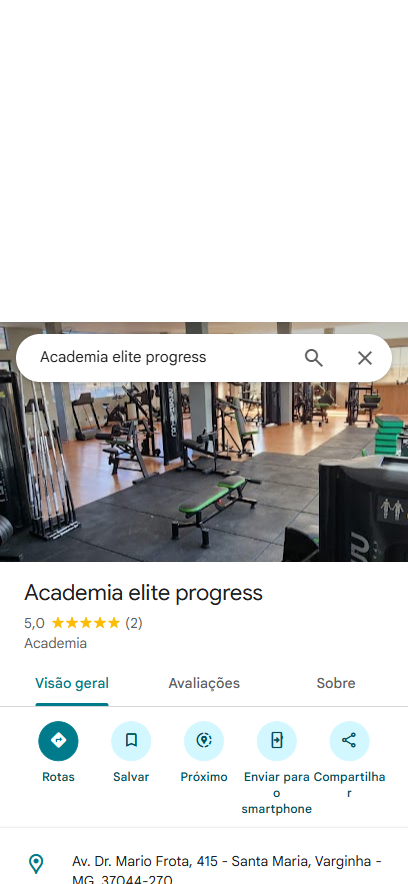 Academia elite progress
Academia elite progress
5,0 (2)
Academia
Visão geral Avaliações Sobre
Rotas Salvar Próximo Enviar para o smartphone Compartilhar
Av. Dr. Mario Frota, 415 - Santa Maria, Varginha -
MG, 37044-270